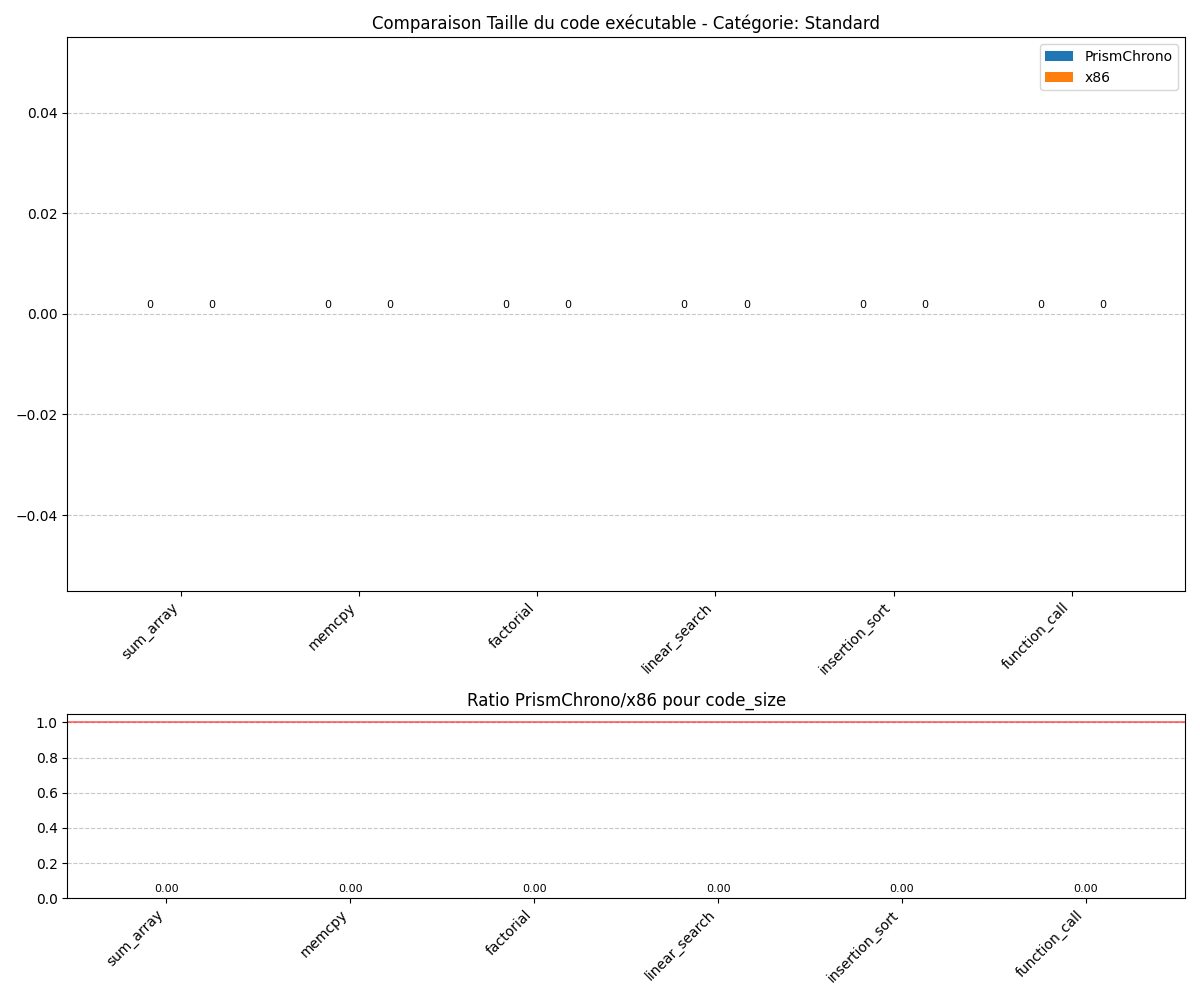 Comparaison Taille du code exécutable - Catégorie: Standard
PrismChrono
x86
0.04
0.02
0.00
−0.02
−0.04
0 0 0 0 0 0 0 0 0 0 0 0
sum_array memcpy factorial linear_search insertion_sort function_call
Ratio PrismChrono/x86 pour code_size
1.0
0.8
0.6
0.4
0.2
0.0
0.00 0.00 0.00 0.00 0.00 0.00
sum_array memcpy factorial linear_search insertion_sort function_call